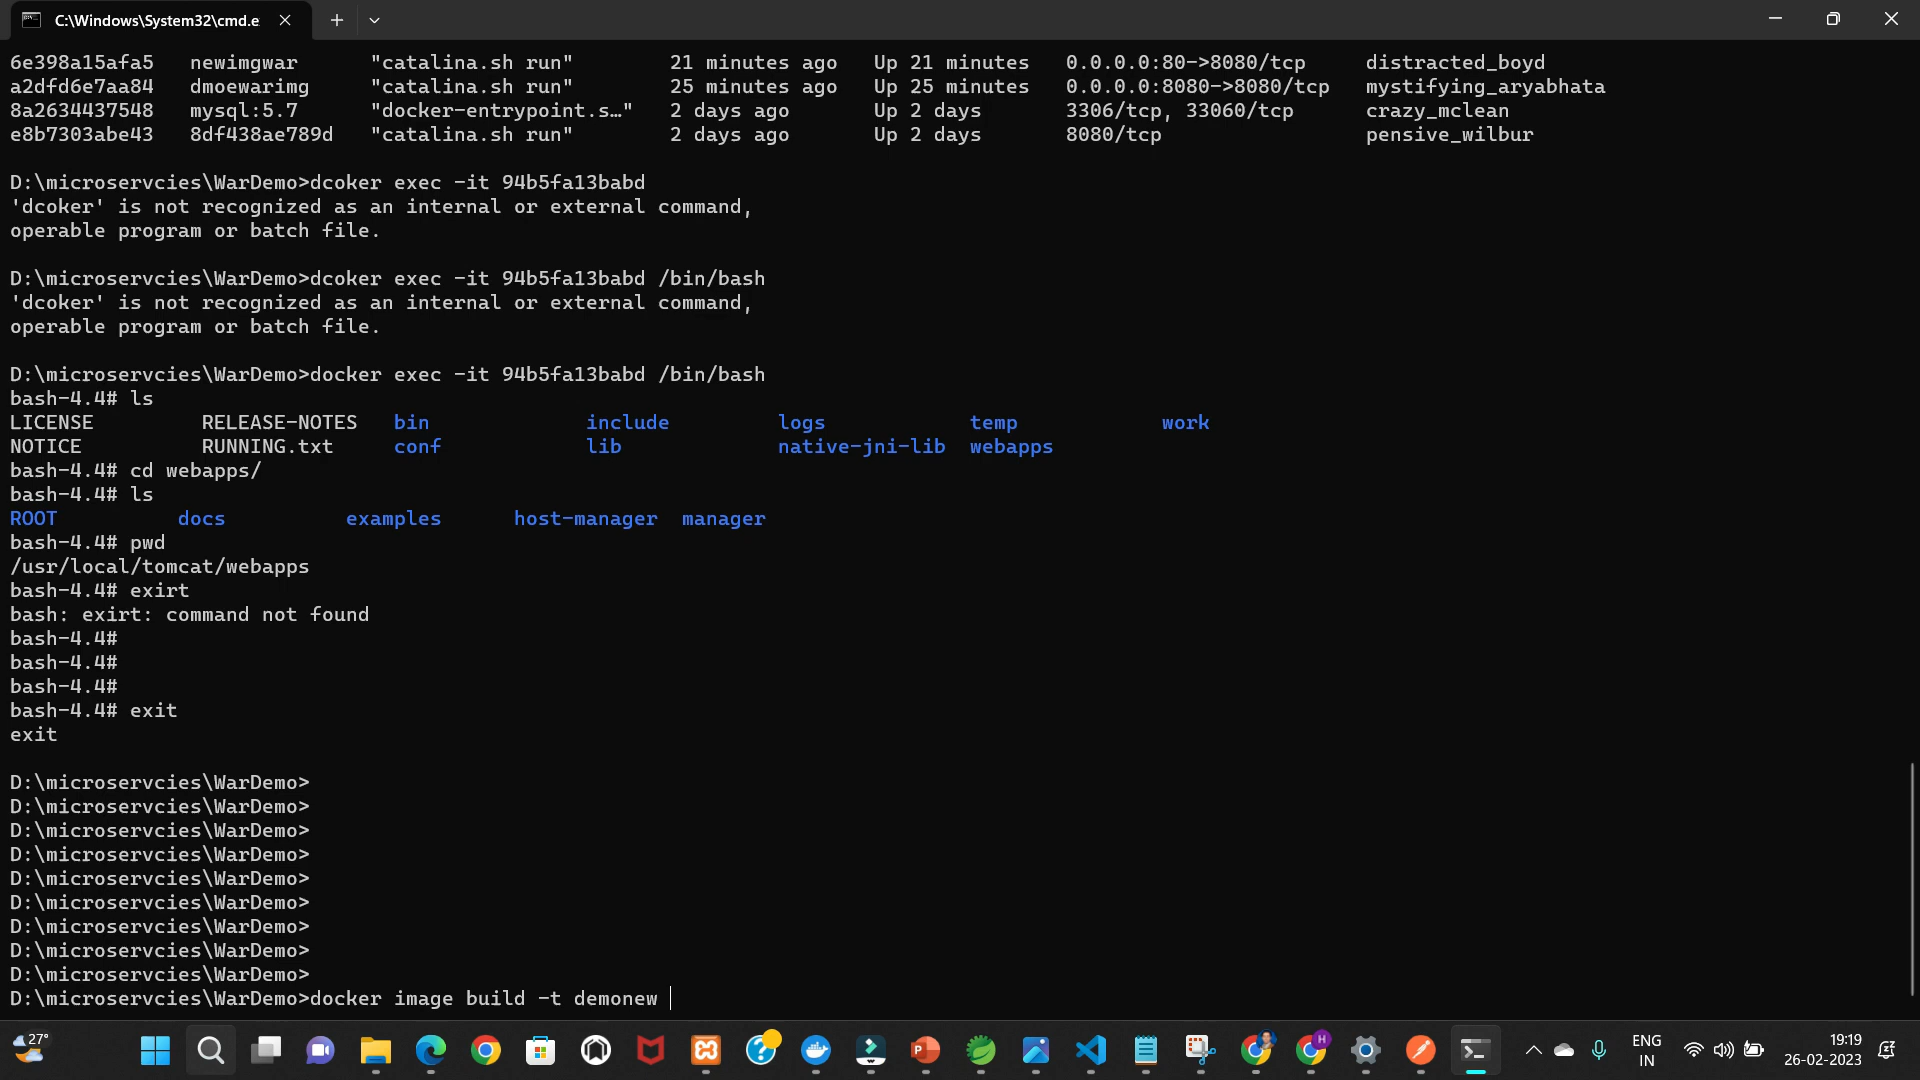 C:\Windows\System32\cmd.e
6e398a15afa5 newimgwar "catalina.sh run" 21 minutes ago Up 21 minutes 0.0.0.0:80->8080/tcp distracted_boyd
a2dfd6e7aa84 dmoewarimg "catalina.sh run" 25 minutes ago Up 25 minutes 0.0.0.0:8080->8080/tcp mystifying_aryabhata
8a2634437548 mysql:5.7 "docker-entrypoint.s…" 2 days ago Up 2 days 3306/tcp, 33060/tcp crazy_mclean
e8b7303abe43 8df438ae789d "catalina.sh run" 2 days ago Up 2 days 8080/tcp pensive_wilbur
D:\microservcies\WarDemo>dcoker exec -it 94b5fa13babd
'dcoker' is not recognized as an internal or external command,
operable program or batch file.
D:\microservcies\WarDemo>dcoker exec -it 94b5fa13babd /bin/bash
'dcoker' is not recognized as an internal or external command,
operable program or batch file.
D:\microservcies\WarDemo>docker exec -it 94b5fa13babd /bin/bash
bash-4.4# ls
LICENSE RELEASE-NOTES bin include logs temp work
NOTICE RUNNING.txt conf lib native-jni-lib webapps
bash-4.4# cd webapps/
bash-4.4# ls
ROOT docs examples host-manager manager
bash-4.4# pwd
/usr/local/tomcat/webapps
bash-4.4# exirt
bash: exirt: command not found
bash-4.4#
bash-4.4#
bash-4.4#
bash-4.4# exit
exit
D:\microservcies\WarDemo>
D:\microservcies\WarDemo>
D:\microservcies\WarDemo>
D:\microservcies\WarDemo>
D:\microservcies\WarDemo>
D:\microservcies\WarDemo>
D:\microservcies\WarDemo>
D:\microservcies\WarDemo>
D:\microservcies\WarDemo>
D:\microservcies\WarDemo>docker image build -t demonew
27°
ENG
IN
19:19
26-02-2023